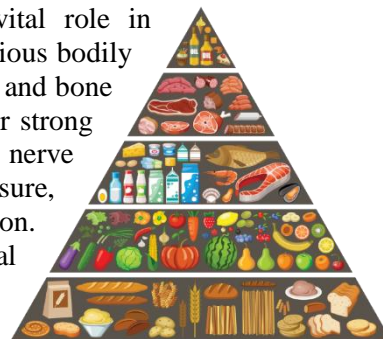 vital role in
ious bodily
and bone
r strong
nerve
sure,
on.
al